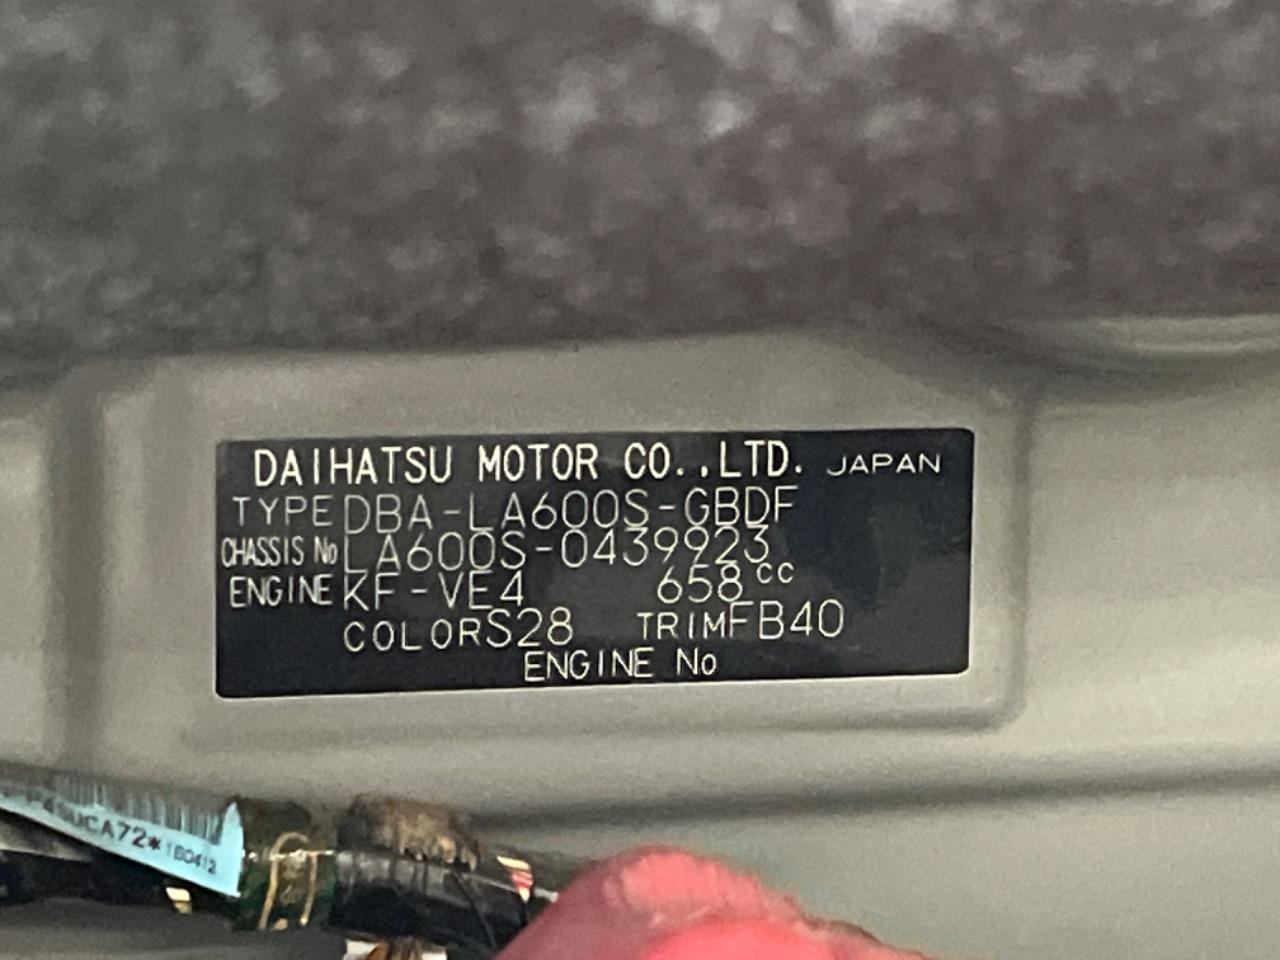 DAIHATSU MOTOR CO.,LTD. JAPAN
TYPE DBA-LA600S-GBDF
CHASSIS No LA600S-0439923
ENGINE KF-VE4 658cc
COLOR S28 TRIM FB40
ENGINE No